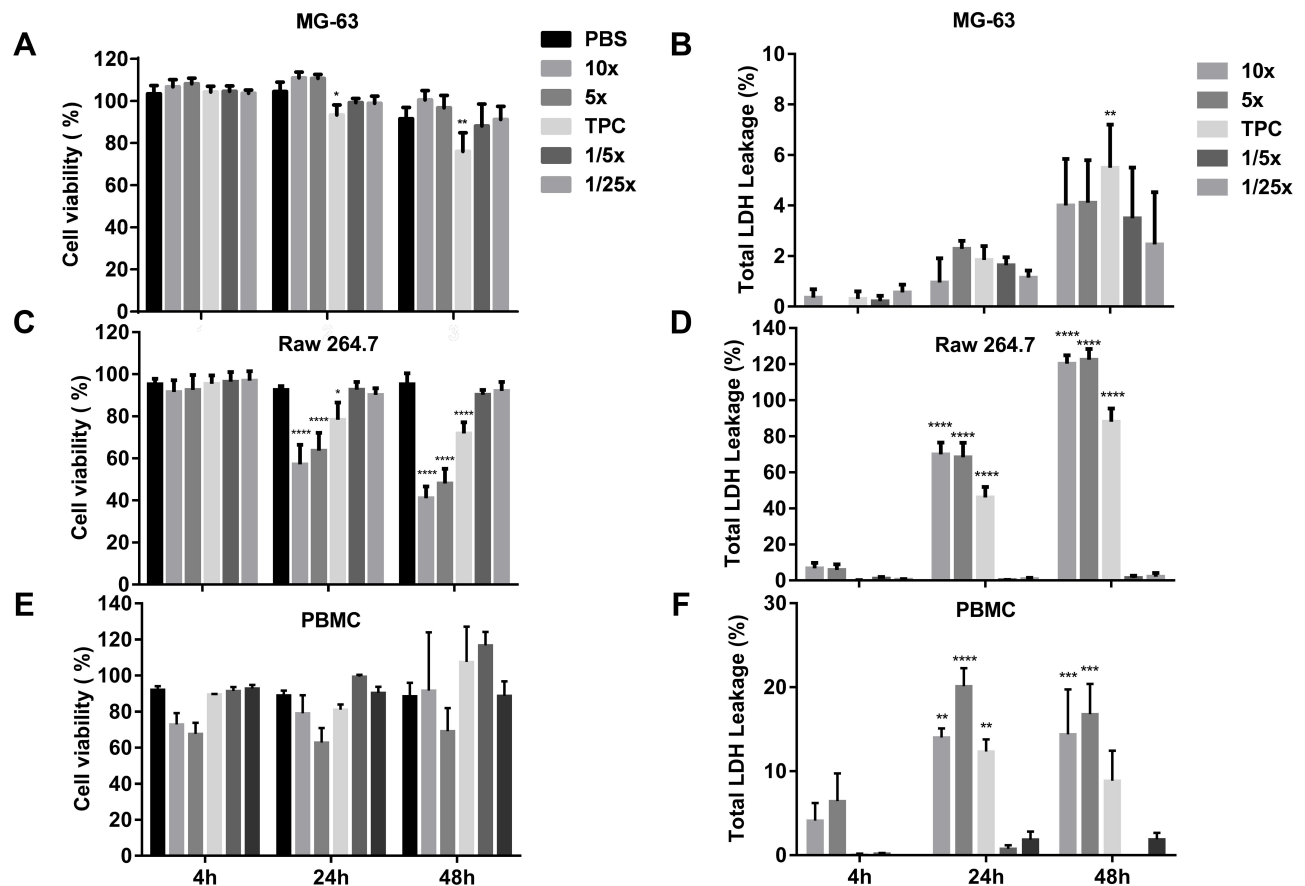 A
MG-63
Cell viability ( %)
120
100
80
60
40
20
0
*
**
PBS
10x
5x
TPC
1/5x
1/25x
B
MG-63
Total LDH Leakage (%)
10
8
6
4
2
0
**
10x
5x
TPC
1/5x
1/25x
C
Raw 264.7
Cell viability ( %)
120
100
80
60
40
20
0
**** **** *
**** **** ****
D
Raw 264.7
Total LDH Leakage (%)
140
120
100
80
60
40
20
0
**** **** ****
**** **** ****
E
PBMC
Cell viability ( %)
140
120
100
80
60
40
20
0
4h 24h 48h
F
PBMC
Total LDH Leakage (%)
30
20
10
0
** **** **
*** ***
4h 24h 48h